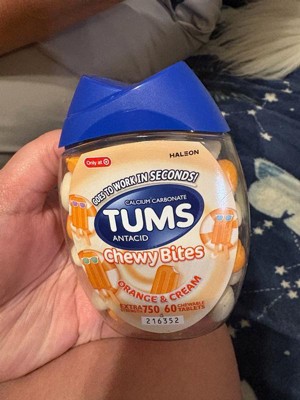 Only at
HALEON
GOES TO WORK IN SECONDS!
CALCIUM CARBONATE
TUMS
ANTACID
Chewy Bites
ORANGE & CREAM
EXTRA STRENGTH 750
60 CHEWABLE TABLETS
216352